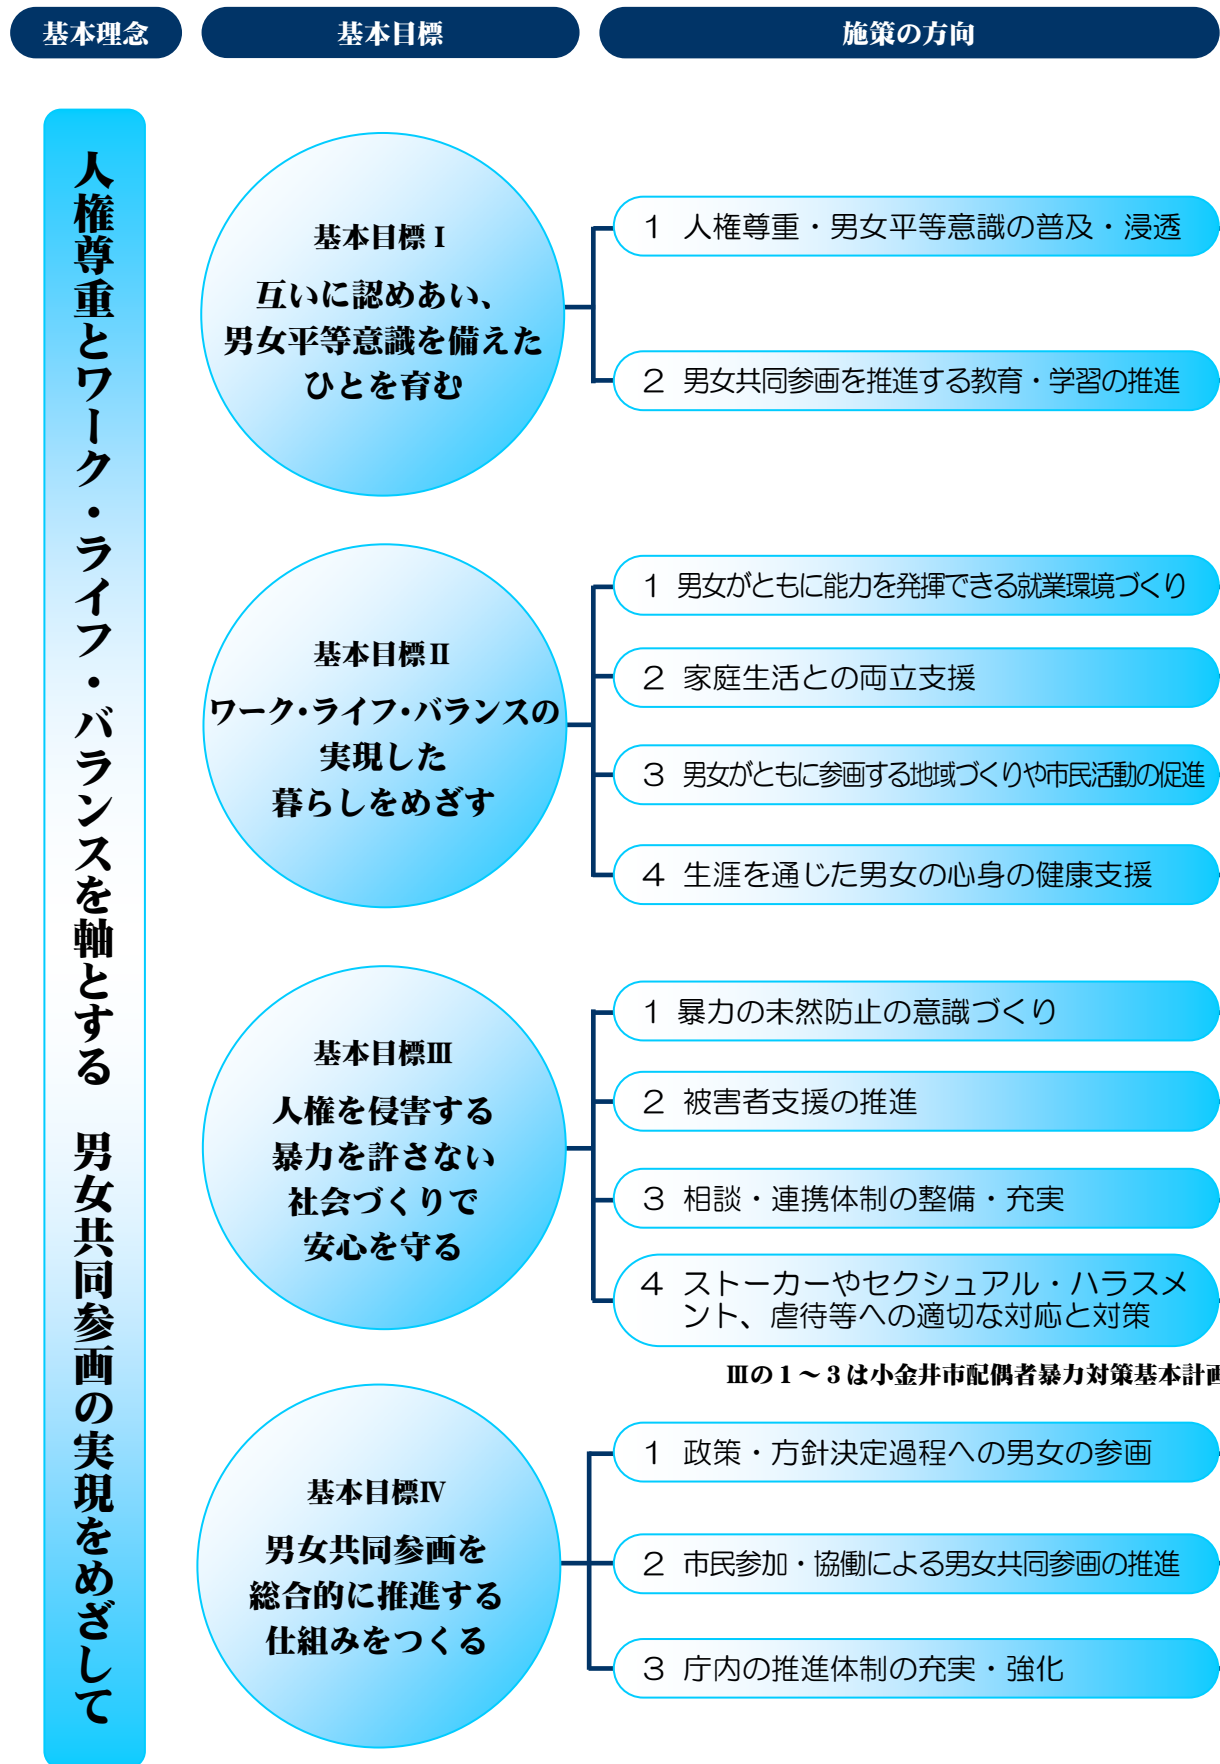 基本理念
基本目標
施策の方向
人権尊重とワーク・ライフ・バランスを軸とする　男女共同参画の実現をめざして
基本目標Ⅰ
互いに認めあい、
男女平等意識を備えた
ひとを育む
1 人権尊重・男女平等意識の普及・浸透
2 男女共同参画を推進する教育・学習の推進
基本目標Ⅱ
ワーク・ライフ・バランスの
実現した
暮らしをめざす
1 男女がともに能力を発揮できる就業環境づくり
2 家庭生活との両立支援
3 男女がともに参画する地域づくりや市民活動の促進
4 生涯を通じた男女の心身の健康支援
基本目標Ⅲ
人権を侵害する
暴力を許さない
社会づくりで
安心を守る
1 暴力の未然防止の意識づくり
2 被害者支援の推進
3 相談・連携体制の整備・充実
4 ストーカーやセクシュアル・ハラスメ
ント、虐待等への適切な対応と対策
Ⅲの1～3は小金井市配偶者暴力対策基本計画
基本目標Ⅳ
男女共同参画を
総合的に推進する
仕組みをつくる
1 政策・方針決定過程への男女の参画
2 市民参加・協働による男女共同参画の推進
3 庁内の推進体制の充実・強化